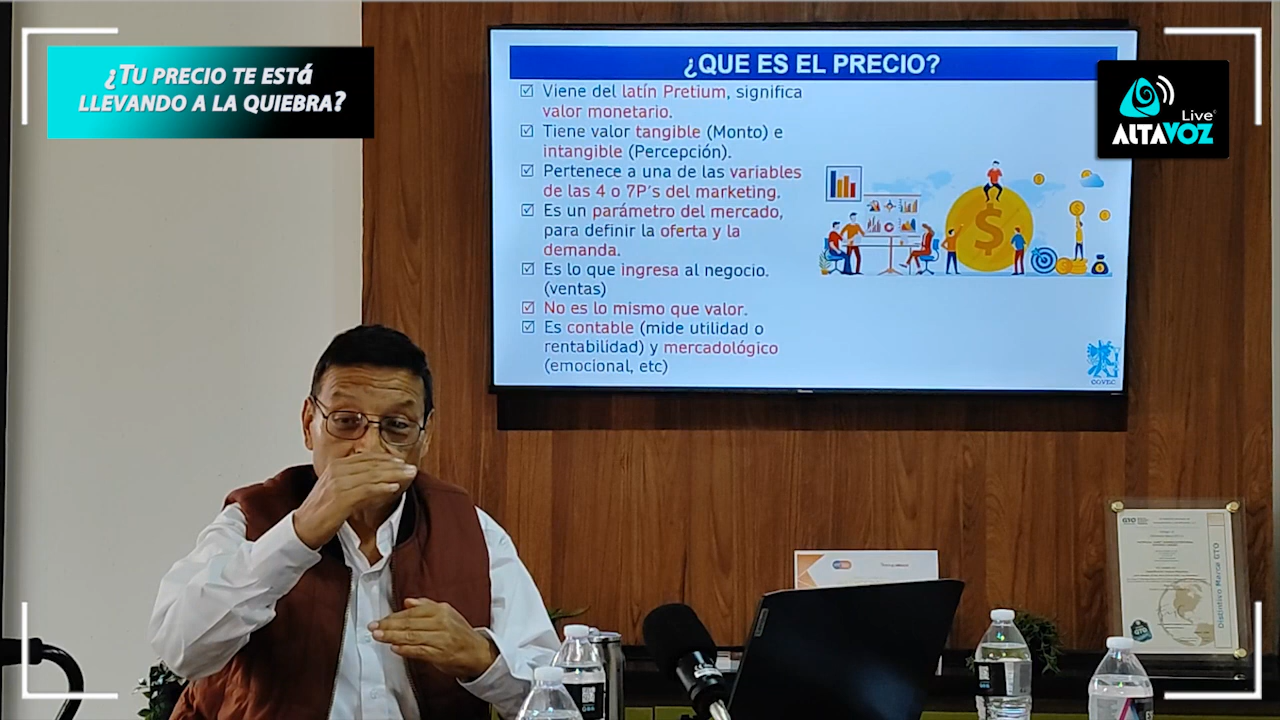 ¿Tu precio te está
llevando a la quiebra?
¿QUE ES EL PRECIO?
☑ Viene del latín Pretium, significa
valor monetario.
☑ Tiene valor tangible (Monto) e
intangible (Percepción).
☑ Pertenece a una de las variables
de las 4 o 7P´s del marketing.
☑ Es un parámetro del mercado,
para definir la oferta y la
demanda.
☑ Es lo que ingresa al negocio.
(ventas)
☑ No es lo mismo que valor.
☑ Es contable (mide utilidad o
rentabilidad) y mercadológico
(emocional, etc)
Live
ALTAVOZ
CGVEC
GTO
Distintivo Marca GTO